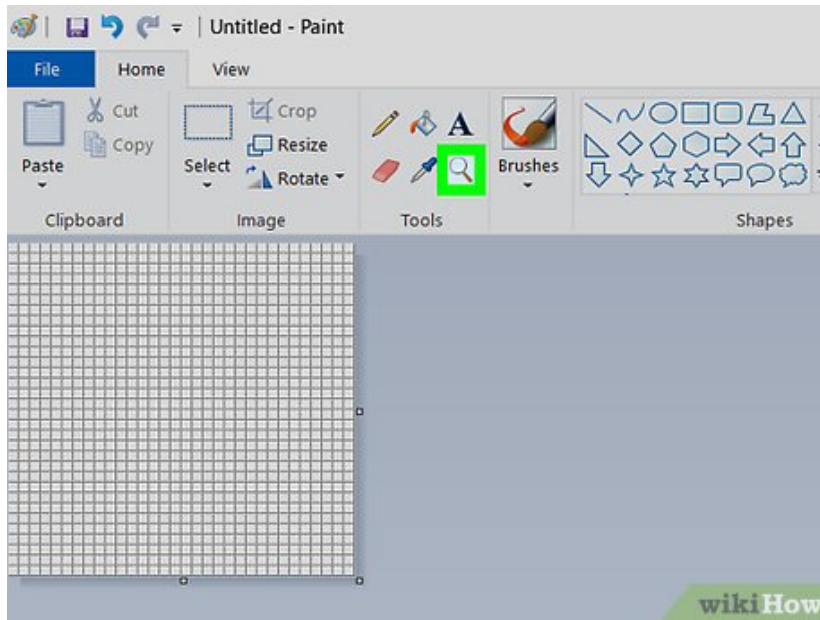 Untitled - Paint
File Home View
Cut
Copy
Paste
Clipboard
Select
Crop
Resize
Rotate
Image
A
Tools
Brushes
Shapes
wikiHow